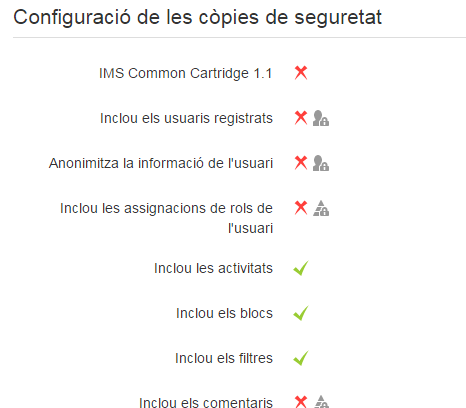 Configuració de les còpies de seguretat
IMS Common Cartridge 1.1
Inclou els usuaris registrats
Anonimitza la informació de l'usuari
Inclou les assignacions de rols de
l'usuari
Inclou les activitats
Inclou els blocs
Inclou els filtres
Inclou els comentaris